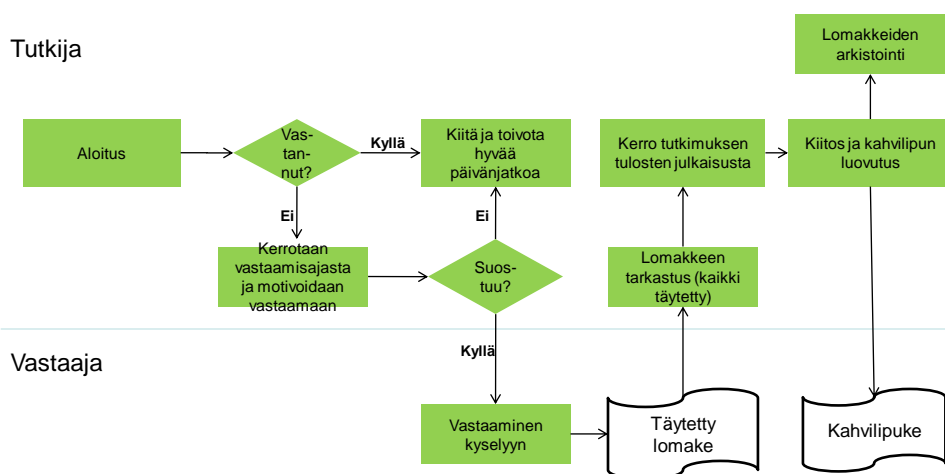 Tutkija
Lomakkeiden
arkistointi
Aloitus
Vas-
tan-
nut?
Kyllä
Kiitä ja toivota
hyvää
päivänjatkoa
Kerro tutkimuksen
tulosten julkaisusta
Kiitos ja kahvilipun
luovutus
Ei
Ei
Kerrotaan
vastaamisajasta
ja motivoidaan
vastaamaan
Suos-
tuu?
Lomakkeen
tarkastus (kaikki
täytetty)
Kyllä
Vastaaja
Vastaaminen
kyselyyn
Täytetty
lomake
Kahvilipuke